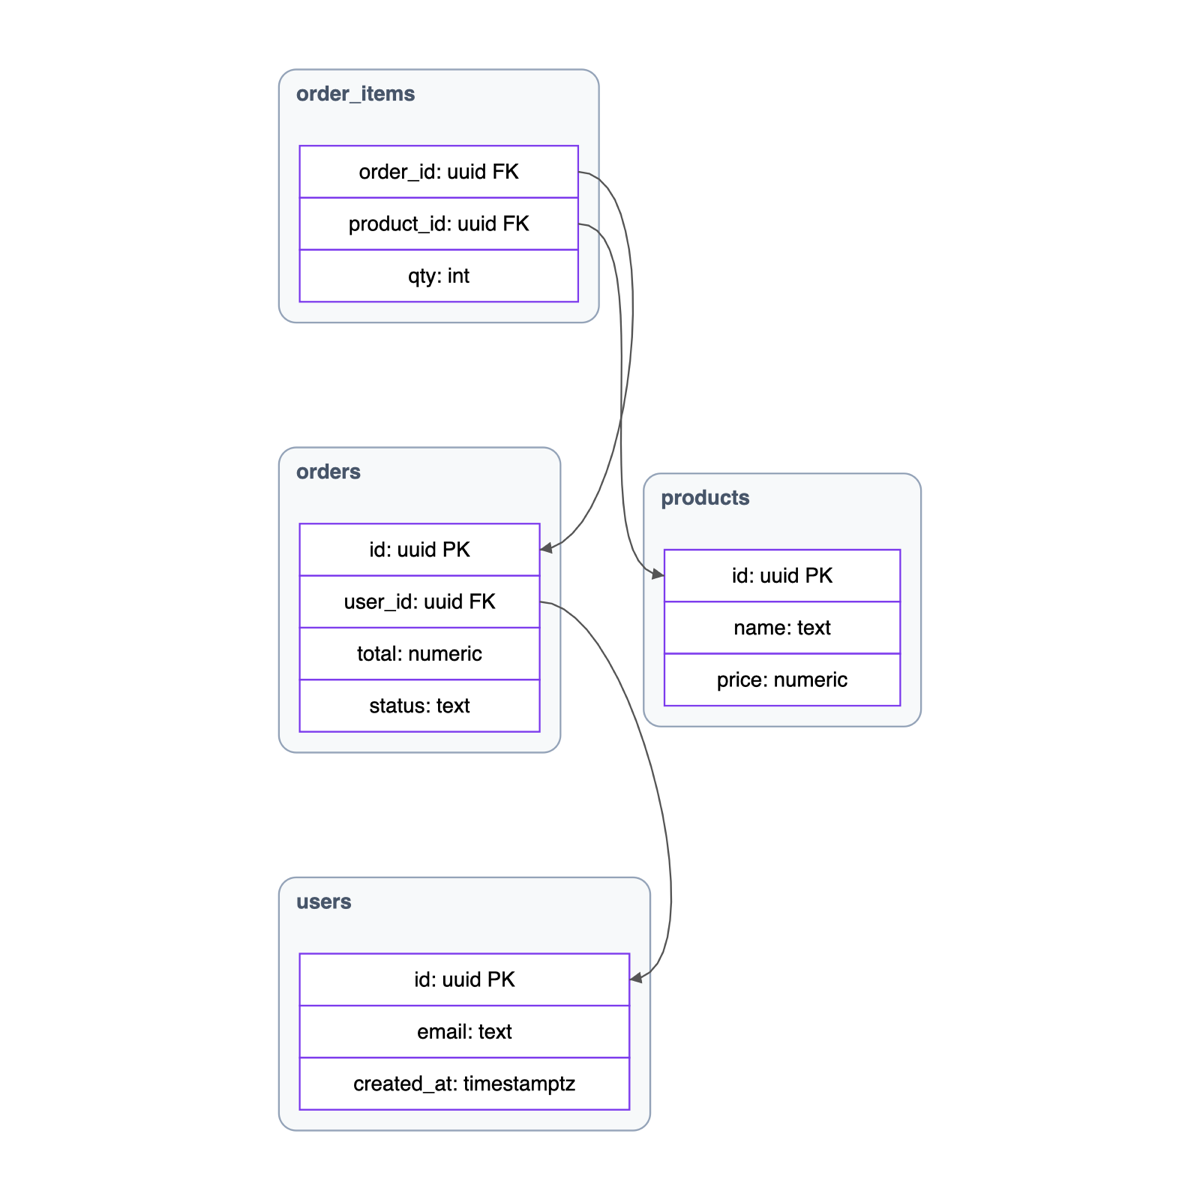 order_items
order_id: uuid FK
product_id: uuid FK
qty: int
orders
id: uuid PK
user_id: uuid FK
total: numeric
status: text
products
id: uuid PK
name: text
price: numeric
users
id: uuid PK
email: text
created_at: timestamptz